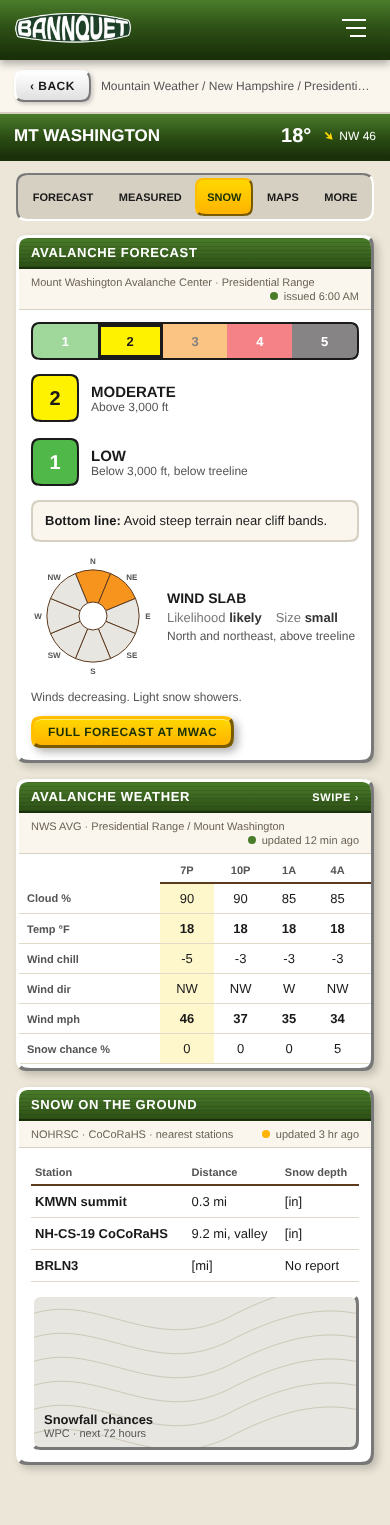 BANNQUET
‹ BACK
Mountain Weather / New Hampshire / Presidenti…
MT WASHINGTON
18°
NW 46
FORECAST MEASURED SNOW MAPS MORE
AVALANCHE FORECAST
Mount Washington Avalanche Center · Presidential Range
issued 6:00 AM
1 2 3 4 5
2
MODERATE
Above 3,000 ft
1
LOW
Below 3,000 ft, below treeline
Bottom line: Avoid steep terrain near cliff bands.
N
NW NE
W E
SW SE
S
WIND SLAB
Likelihood likely Size small
North and northeast, above treeline
Winds decreasing. Light snow showers.
FULL FORECAST AT MWAC
AVALANCHE WEATHER SWIPE ›
NWS AVG · Presidential Range / Mount Washington
updated 12 min ago
7P 10P 1A 4A
Cloud % 90 90 85 85
Temp °F 18 18 18 18
Wind chill -5 -3 -3 -3
Wind dir NW NW W NW
Wind mph 46 37 35 34
Snow chance % 0 0 0 5
SNOW ON THE GROUND
NOHRSC · CoCoRaHS · nearest stations updated 3 hr ago
Station Distance Snow depth
KMWN summit 0.3 mi [in]
NH-CS-19 CoCoRaHS 9.2 mi, valley [in]
BRLN3 [mi] No report
Snowfall chances
WPC · next 72 hours